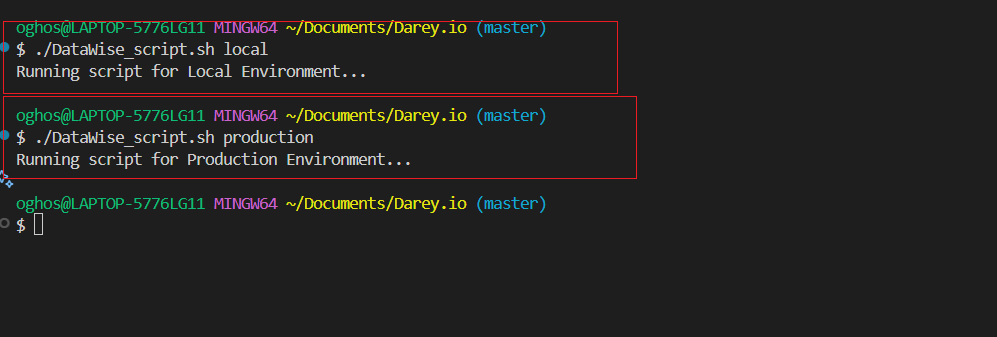 oghos@LAPTOP-5776LG11 MINGW64 ~/Documents/Darey.io (master)
$ ./DataWise_script.sh local
Running script for Local Environment...
oghos@LAPTOP-5776LG11 MINGW64 ~/Documents/Darey.io (master)
$ ./DataWise_script.sh production
Running script for Production Environment...
oghos@LAPTOP-5776LG11 MINGW64 ~/Documents/Darey.io (master)
$